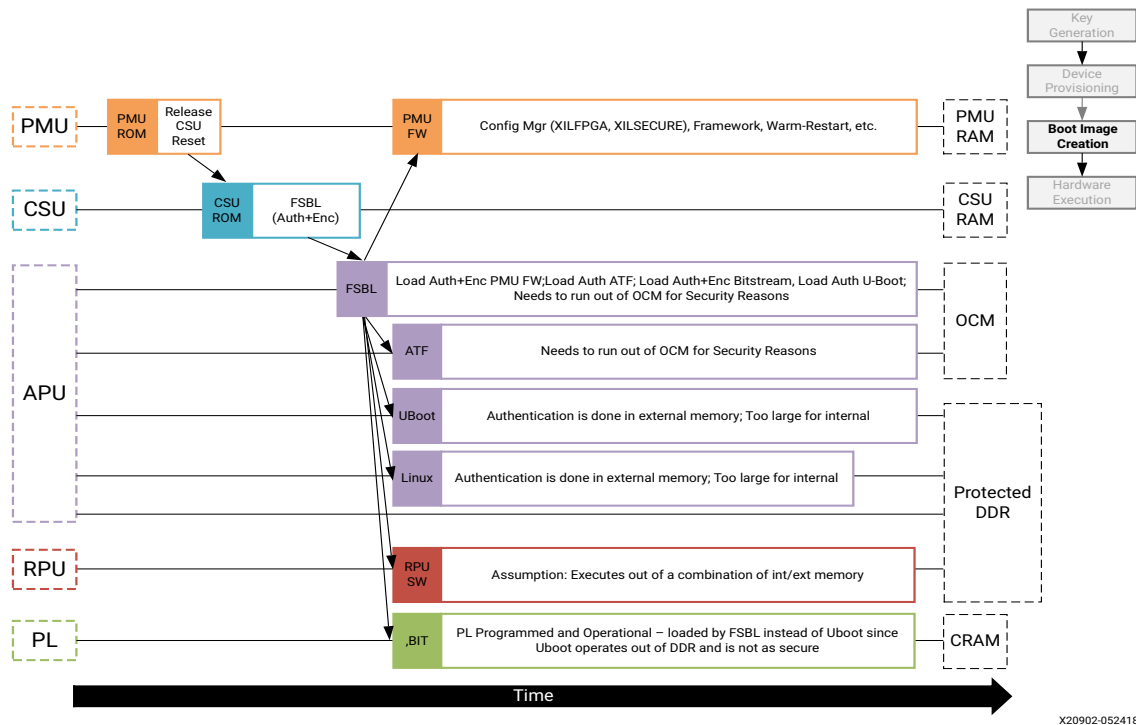 Key
Generation
Device
Provisioning
Boot Image
Creation
Hardware
Execution
PMU
PMU
ROM
Release
CSU
Reset
PMU
FW
Config Mgr (XILFPGA, XILSECURE), Framework, Warm-Restart, etc.
PMU
RAM
CSU
CSU
ROM
FSBL
(Auth+Enc)
CSU
RAM
APU
FSBL
Load Auth+Enc PMU FW;Load Auth ATF; Load Auth+Enc Bitstream, Load Auth U-Boot;
Needs to run out of OCM for Security Reasons
OCM
ATF
Needs to run out of OCM for Security Reasons
UBoot
Authentication is done in external memory; Too large for internal
Linux
Authentication is done in external memory; Too large for internal
Protected
DDR
RPU
RPU
SW
Assumption: Executes out of a combination of int/ext memory
PL
,BIT
PL Programmed and Operational – loaded by FSBL instead of Uboot since
Uboot operates out of DDR and is not as secure
CRAM
Time
X20902-052418